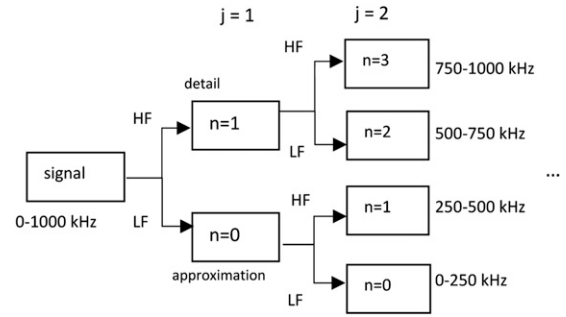 j = 1
j = 2
HF
n=3
750-1000 kHz
detail
HF
n=1
n=2
500-750 kHz
LF
signal
...
HF
n=1
250-500 kHz
0-1000 kHz
LF
n=0
approximation
n=0
0-250 kHz
LF